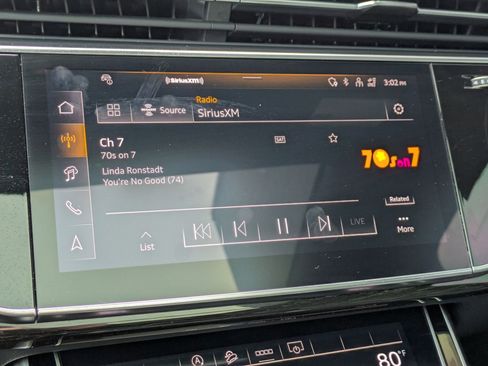 ((SiriusXM))
3:02 PM
Radio
Source
SiriusXM
Ch 7
SAT
70s on 7
70s on 7
Linda Ronstadt
You're No Good (74)
Related
List
LIVE
More
80°F